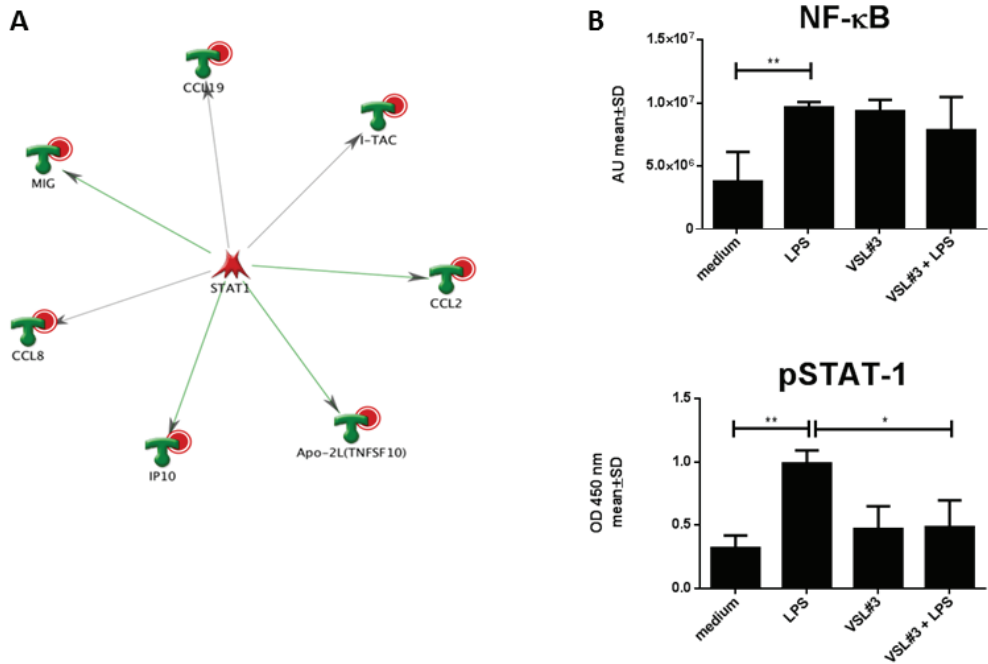 A
CCL19
I-TAC
MIG
STAT1
CCL2
CCL8
IP10
Apo-2L(TNFSF10)
B
NF-κB
AU mean±SD
1.5×10⁷
1.0×10⁷
5.0×10⁶
0
**
medium
LPS
VSL#3
VSL#3 + LPS
pSTAT-1
OD 450 nm
mean±SD
1.5
1.0
0.5
0.0
**
*
medium
LPS
VSL#3
VSL#3 + LPS